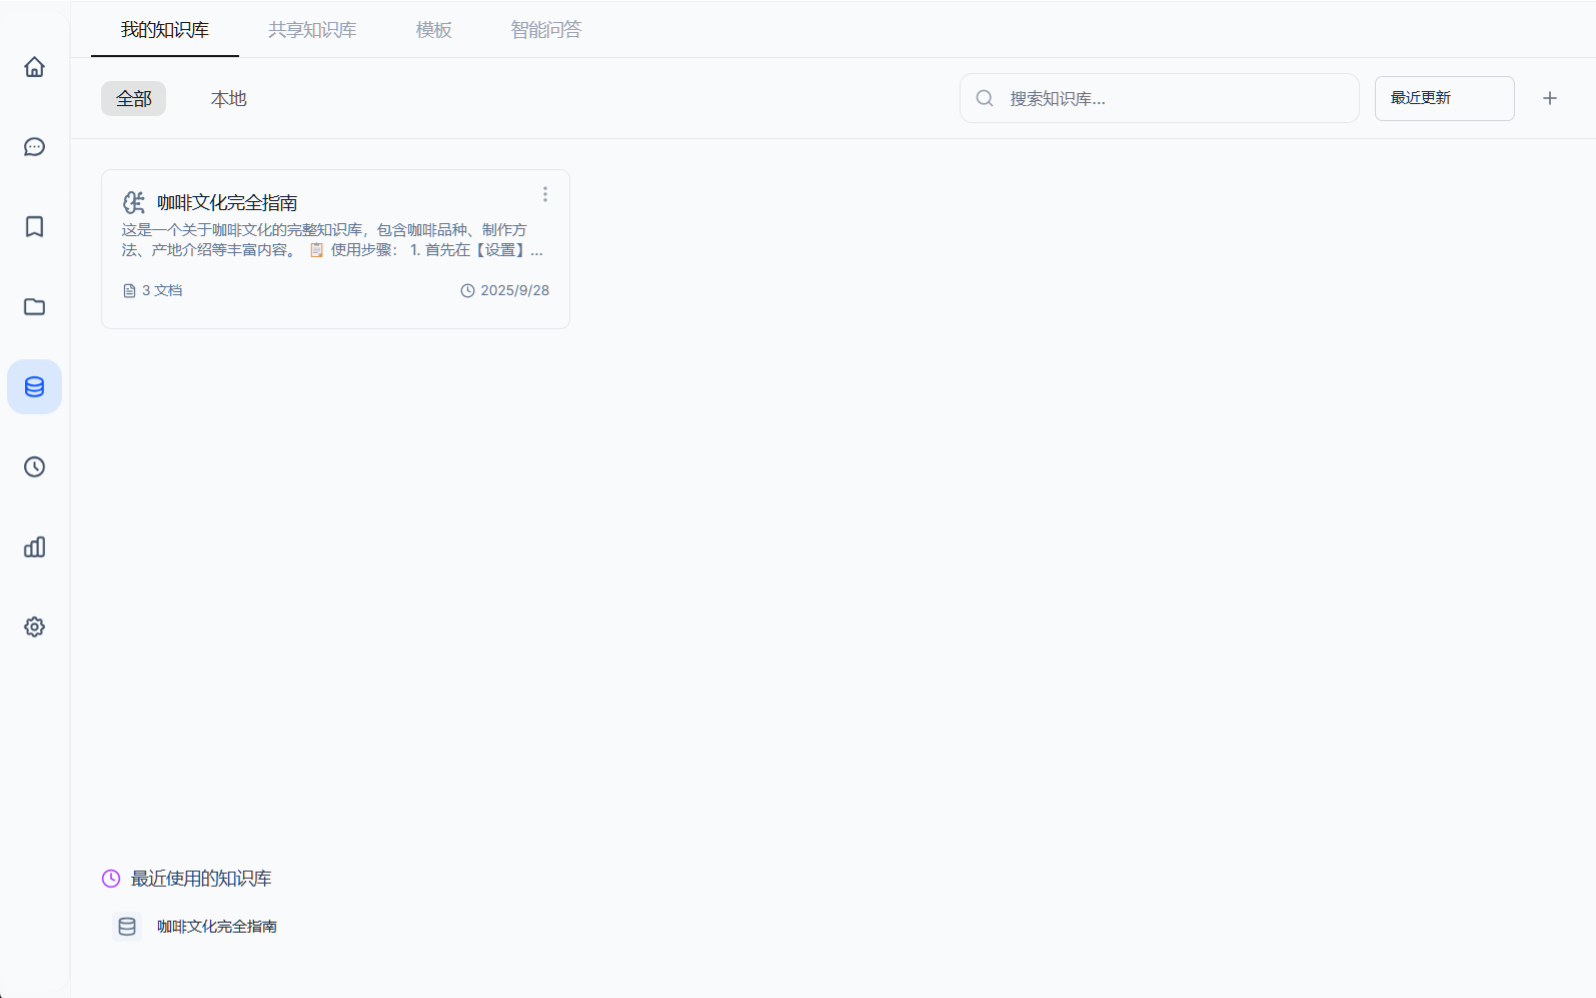 我的知识库
共享知识库
模板
智能问答
全部
本地
搜索知识库...
最近更新
咖啡文化完全指南
这是一个关于咖啡文化的完整知识库，包含咖啡品种、制作方
法、产地介绍等丰富内容。 📋 使用步骤： 1. 首先在【设置】...
3 文档
2025/9/28
最近使用的知识库
咖啡文化完全指南